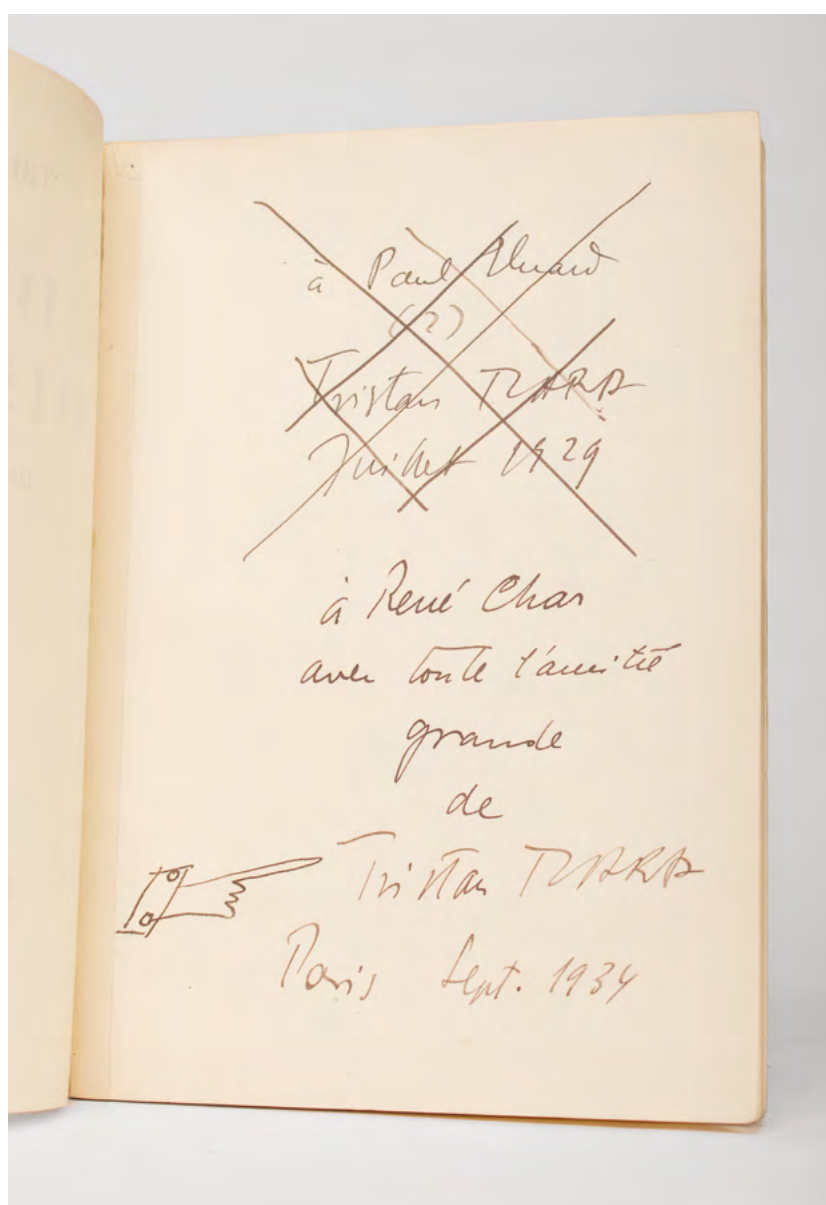 à Paul Eluard
(2)
Tristan TZARA
Juillet 1929
à René Char
avec toute l'amitié
grande
de
Tristan TZARA
Paris Sept. 1934